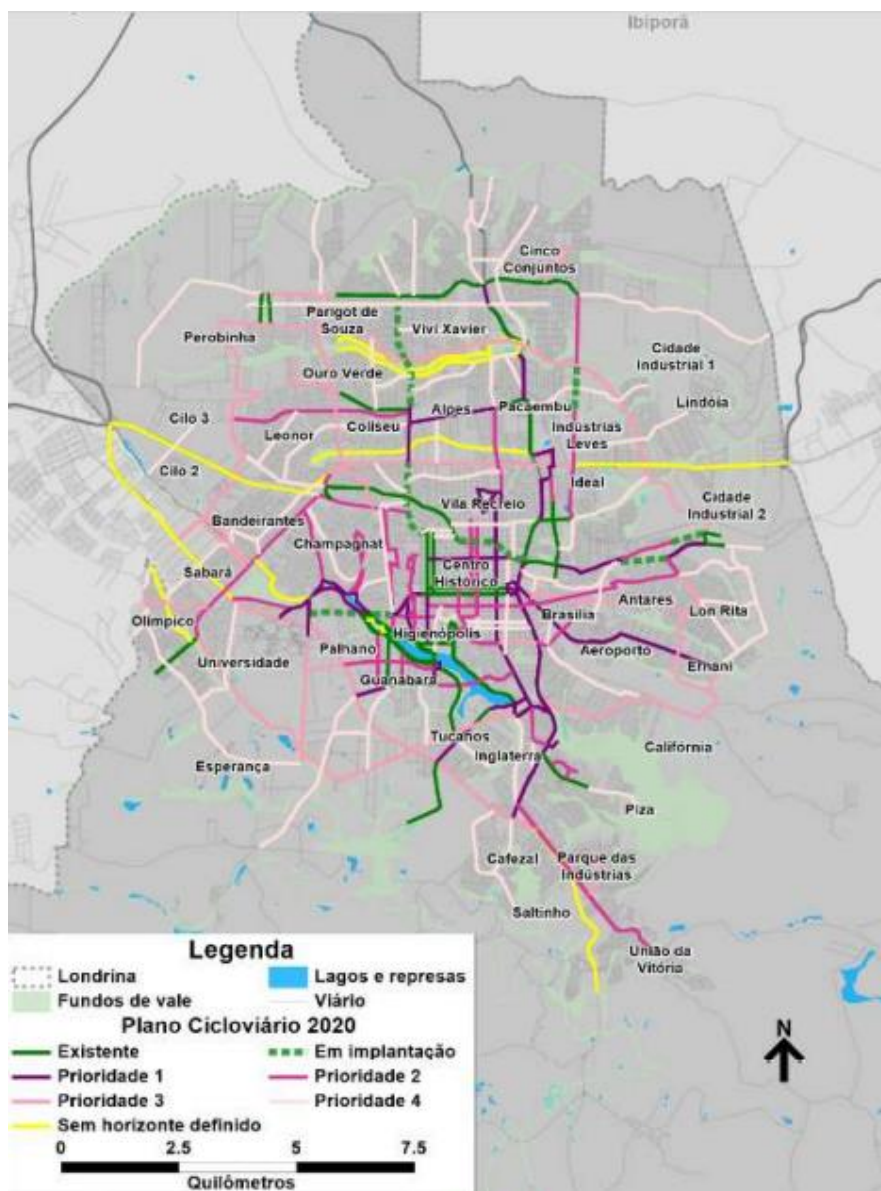 Ibiporã
Cinco
Conjuntos
Parigot de
Souza
Vivi Xavier
Perobinha
Cidade
Industrial 1
Ouro Verde
Lindóia
Cilo 3
Alpes
Pacaembu
Leonor
Coliseu
Indústrias
Leves
Cilo 2
Ideal
Vila Recreio
Cidade
Industrial 2
Bandeirantes
Champagnat
Centro
Histórico
Sabará
Antares
Lon Rita
Olímpico
Brasília
Higienópolis
Palhano
Universidade
Aeroporto
Ernani
Guanabara
Tucanos
Califórnia
Inglaterra
Esperança
Piza
Cafezal
Parque das
Indústrias
Saltinho
União da
Vitória
Legenda
Londrina Lagos e represas
Fundos de vale Viário
Plano Cicloviário 2020
Existente Em implantação
Prioridade 1 Prioridade 2
Prioridade 3 Prioridade 4
Sem horizonte definido
0 2.5 5 7.5
Quilômetros
N